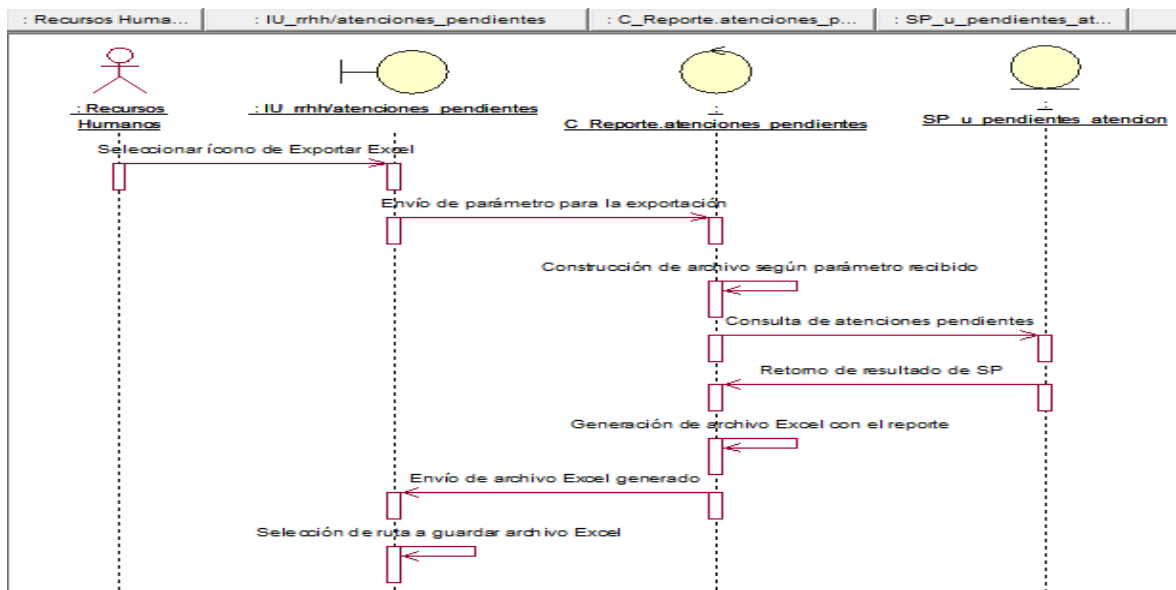 : Recursos Huma...
: IU_rrhh/atenciones_pendientes
: C_Reporte.atenciones_p...
: SP_u_pendientes_at...
: Recursos
Humanos
: IU_rrhh/atenciones_pendientes
:
C_Reporte.atenciones_pendientes
:
SP_u_pendientes_atencion
Seleccionar ícono de Exportar Excel
Envío de parámetro para la exportación
Construcción de archivo según parámetro recibido
Consulta de atenciones pendientes
Retorno de resultado de SP
Generación de archivo Excel con el reporte
Envío de archivo Excel generado
Selección de ruta a guardar archivo Excel